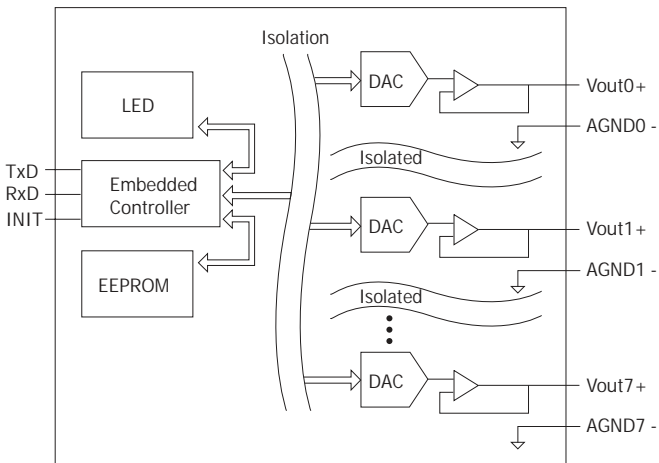 Isolation
LED
DAC
Vout0+
AGND0 -
Isolated
TxD
RxD
INIT
Embedded
Controller
DAC
Vout1+
AGND1 -
EEPROM
Isolated
DAC
Vout7+
AGND7 -